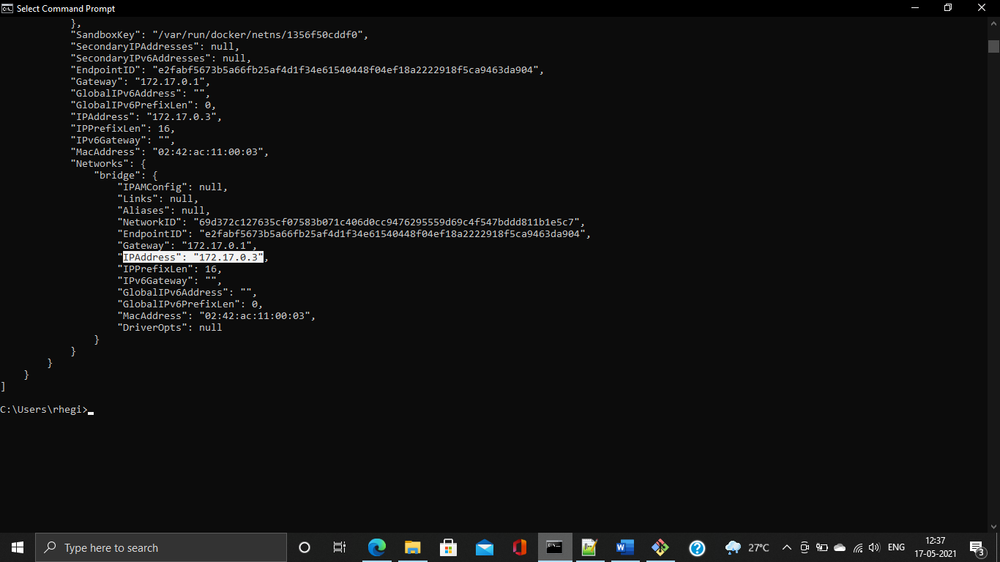 Select Command Prompt
},
"SandboxKey": "/var/run/docker/netns/1356f50cddf0",
"SecondaryIPAddresses": null,
"SecondaryIPv6Addresses": null,
"EndpointID": "e2fabf5673b5a66fb25af4d1f34e61540448f04ef18a2222918f5ca9463da904",
"Gateway": "172.17.0.1",
"GlobalIPv6Address": "",
"GlobalIPv6PrefixLen": 0,
"IPAddress": "172.17.0.3",
"IPPrefixLen": 16,
"IPv6Gateway": "",
"MacAddress": "02:42:ac:11:00:03",
"Networks": {
"bridge": {
"IPAMConfig": null,
"Links": null,
"Aliases": null,
"NetworkID": "69d372c127635cf07583b071c406d0cc9476295559d69c4f547bddd811b1e5c7",
"EndpointID": "e2fabf5673b5a66fb25af4d1f34e61540448f04ef18a2222918f5ca9463da904",
"Gateway": "172.17.0.1",
"IPAddress": "172.17.0.3",
"IPPrefixLen": 16,
"IPv6Gateway": "",
"GlobalIPv6Address": "",
"GlobalIPv6PrefixLen": 0,
"MacAddress": "02:42:ac:11:00:03",
"DriverOpts": null
}
}
}
}
]
C:\Users\rhegi>
Type here to search
27°C
ENG
12:37
17-05-2021
3